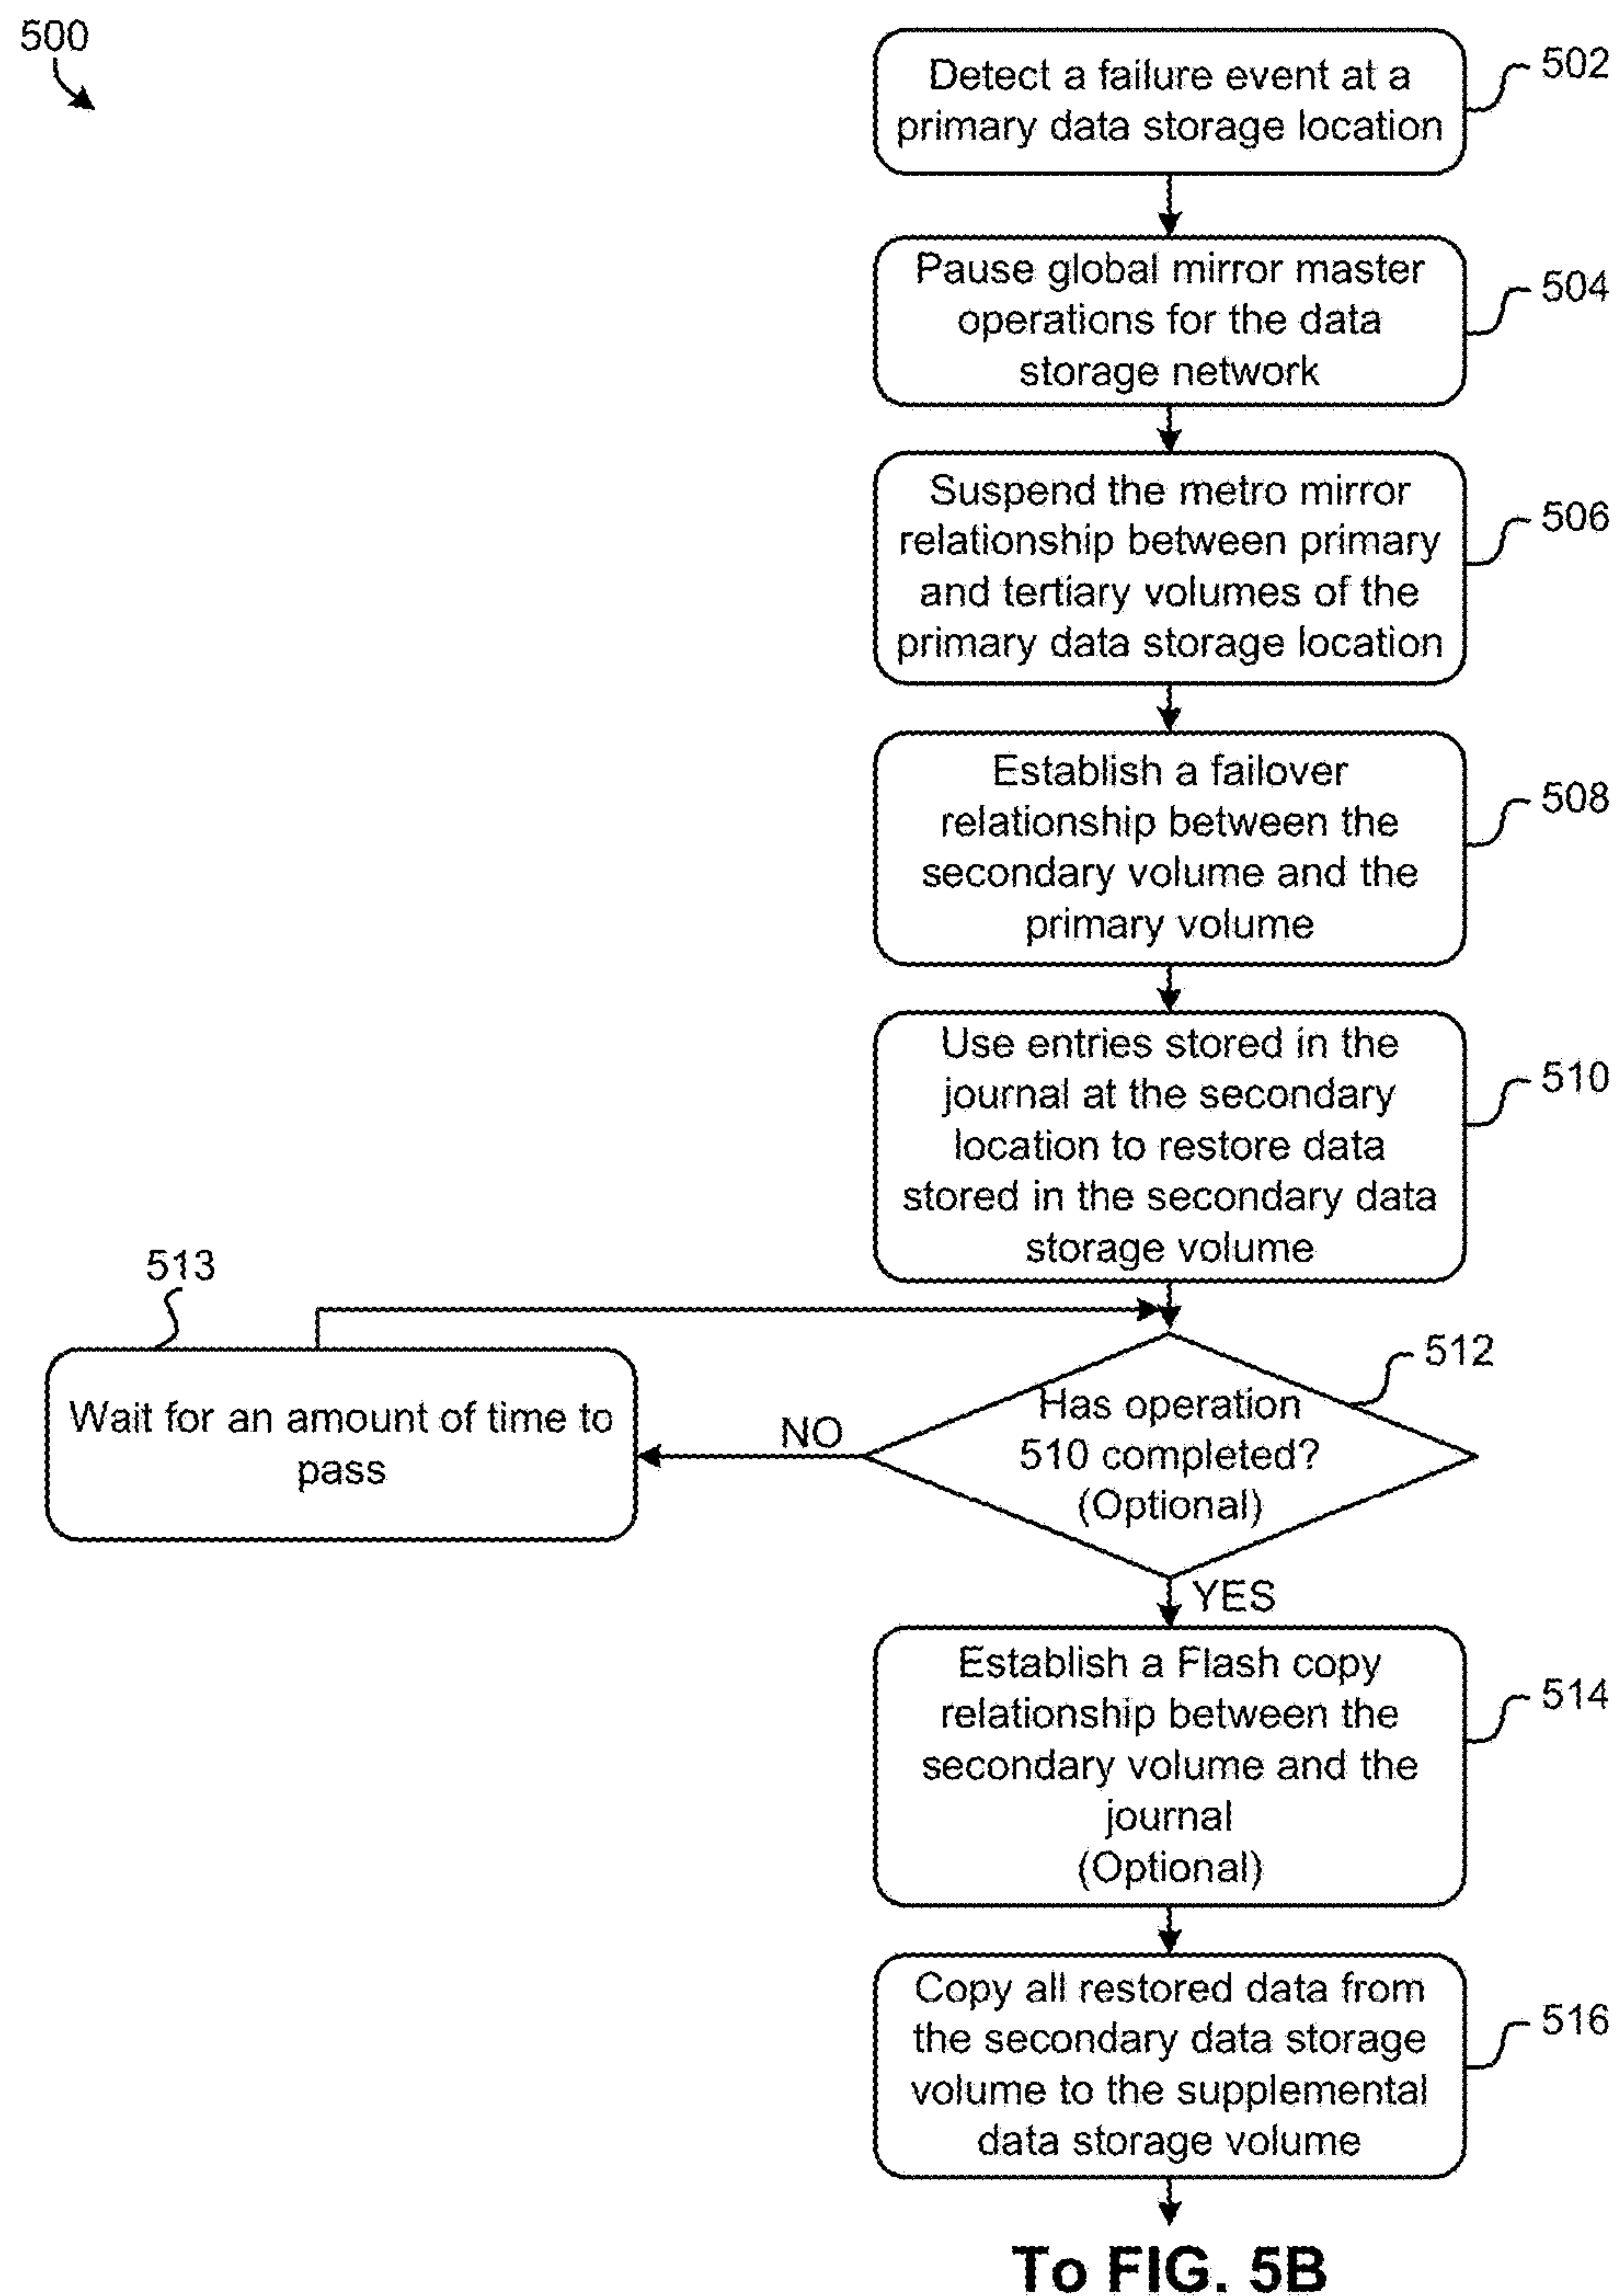 500
Detect a failure event at a
primary data storage location
502
Pause global mirror master
operations for the data
storage network
504
Suspend the metro mirror
relationship between primary
and tertiary volumes of the
primary data storage location
506
Establish a failover
relationship between the
secondary volume and the
primary volume
508
Use entries stored in the
journal at the secondary
location to restore data
stored in the secondary data
storage volume
510
513
Wait for an amount of time to
pass
NO
Has operation
510 completed?
(Optional)
512
YES
Establish a Flash copy
relationship between the
secondary volume and the
journal
(Optional)
514
Copy all restored data from
the secondary data storage
volume to the supplemental
data storage volume
516
To FIG. 5B